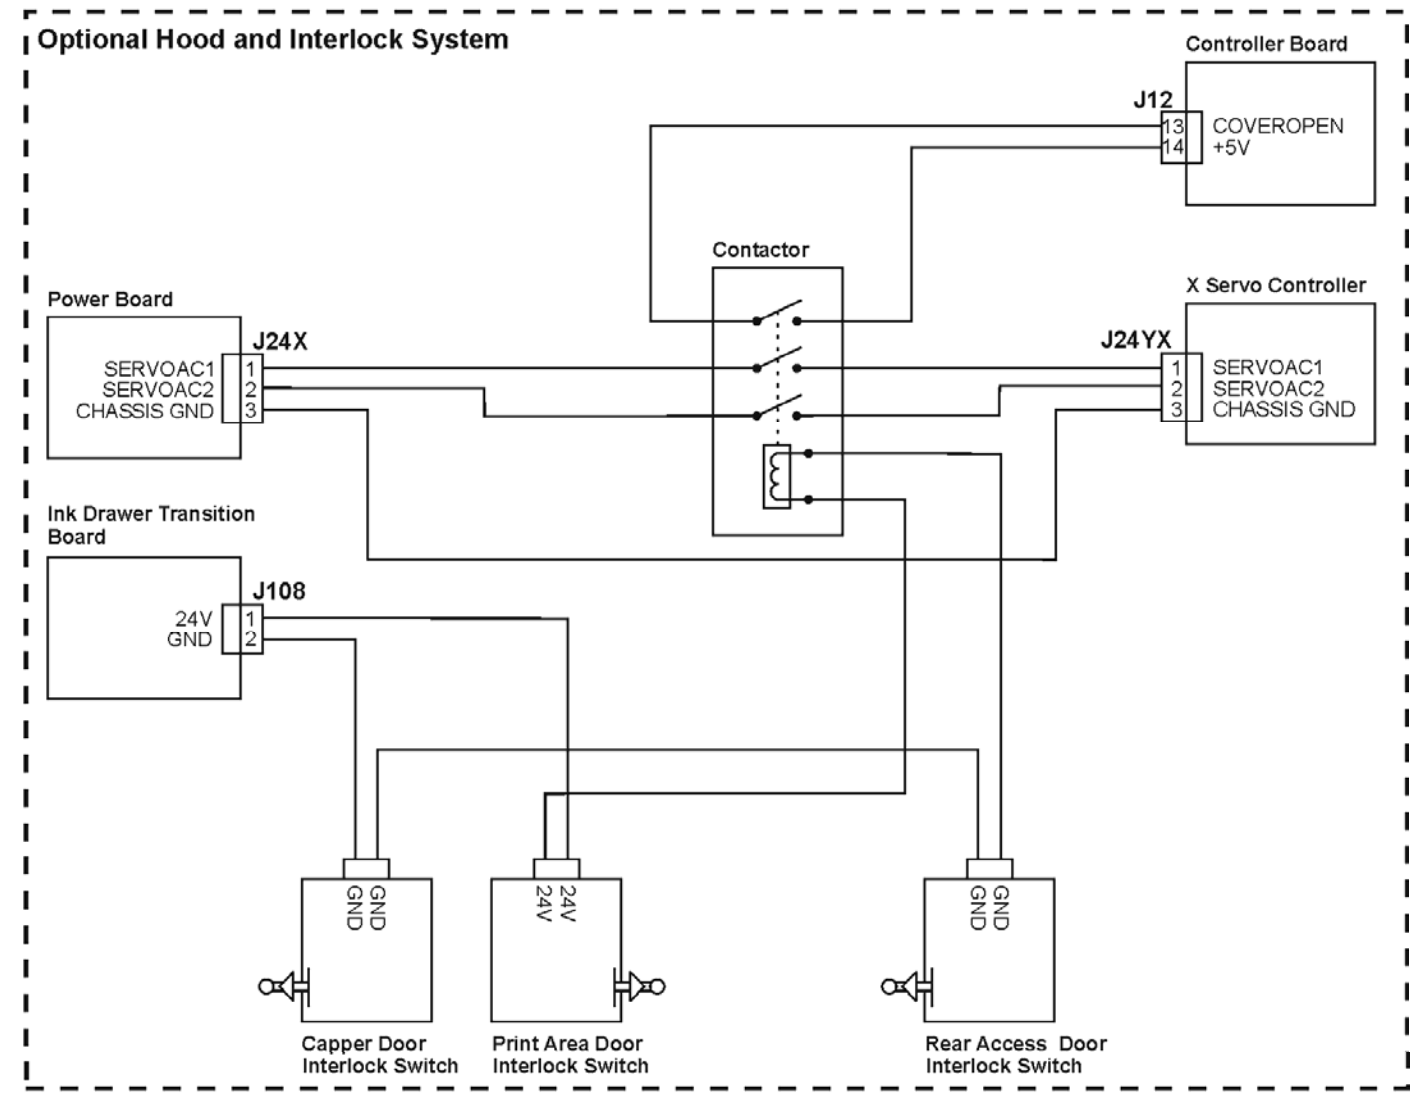 Optional Hood and Interlock System
Controller Board
J12
13 COVEROPEN
14 +5V
Contactor
Power Board
J24X
SERVOAC1 1
SERVOAC2 2
CHASSIS GND 3
X Servo Controller
J24YX
1 SERVOAC1
2 SERVOAC2
3 CHASSIS GND
Ink Drawer Transition
Board
J108
24V 1
GND 2
GND
GND
24V
24V
GND
GND
Capper Door
Interlock Switch
Print Area Door
Interlock Switch
Rear Access Door
Interlock Switch